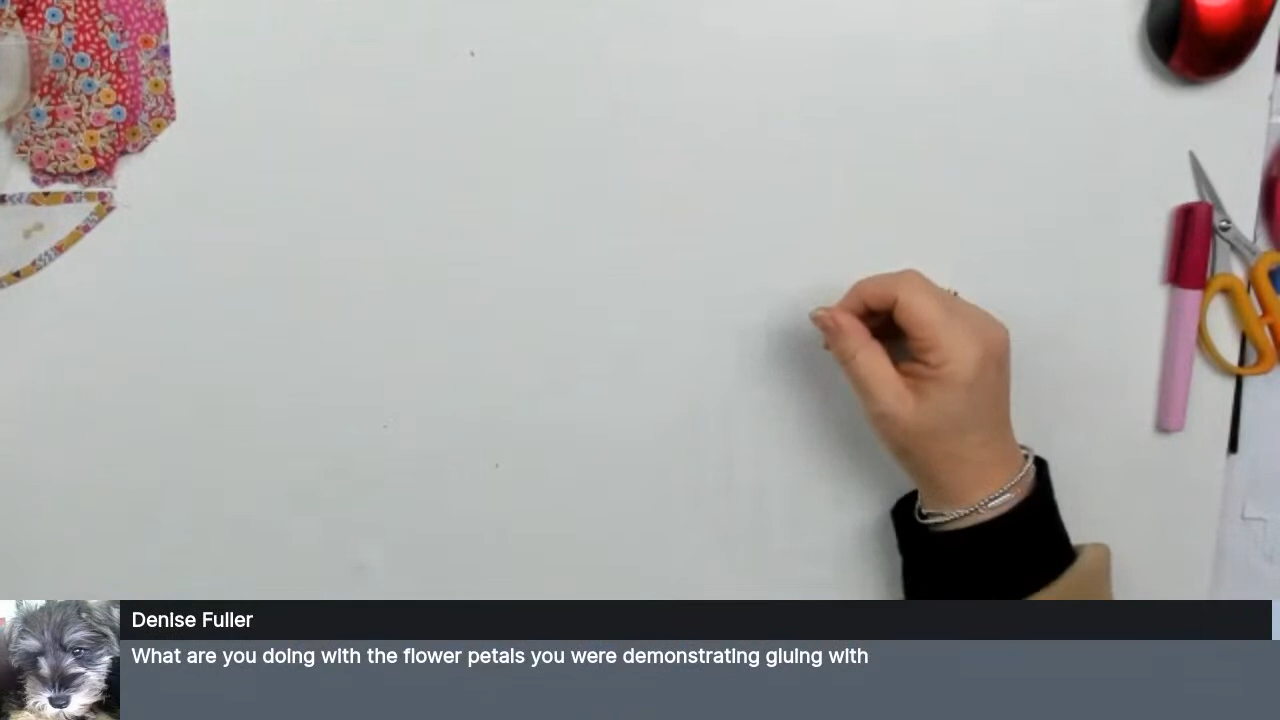 Denise Fuller
What are you doing with the flower petals you were demonstrating gluing with